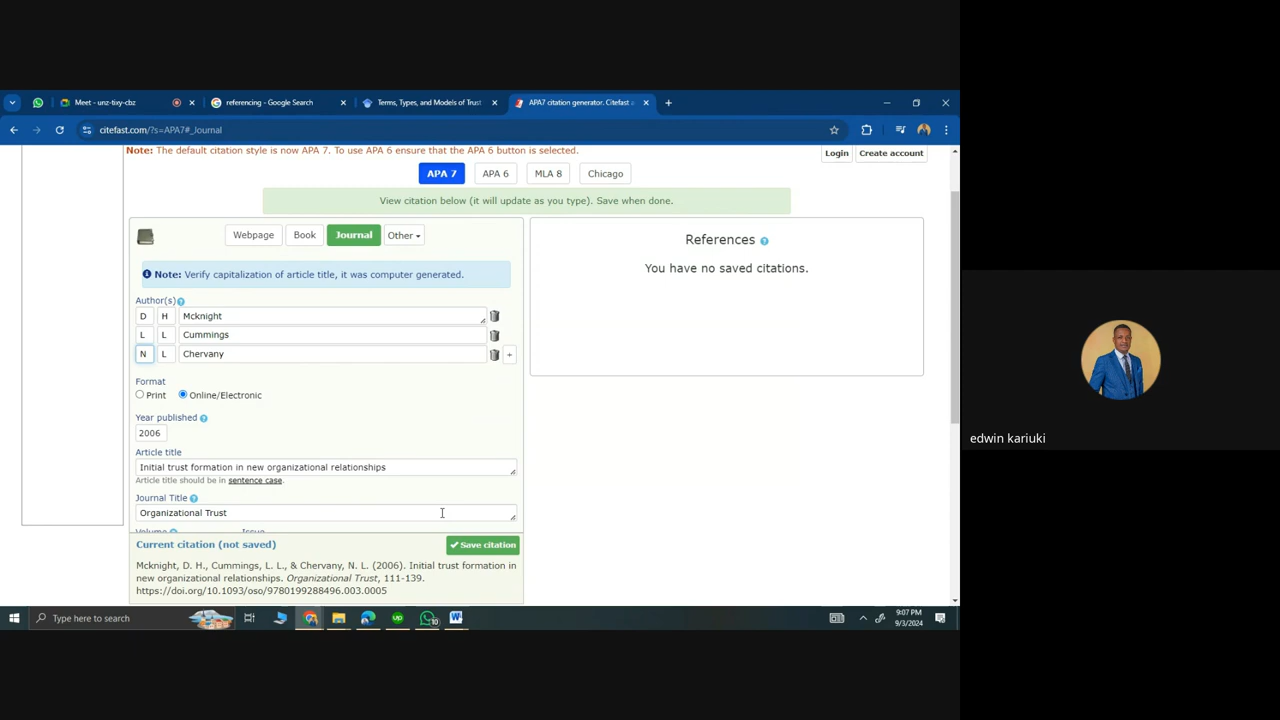 Meet - unz-tixy-cbz
referencing - Google Search
Terms, Types, and Models of Trust
APA7 citation generator. Citefast a
citefast.com/?s=APA7#_Journal
Note: The default citation style is now APA 7. To use APA 6 ensure that the APA 6 button is selected.
Login
Create account
APA 7
APA 6
MLA 8
Chicago
View citation below (it will update as you type). Save when done.
Webpage
Book
Journal
Other
References
You have no saved citations.
Note: Verify capitalization of article title, it was computer generated.
Author(s)
D H Mcknight
L L Cummings
N L Chervany
+
Format
Print Online/Electronic
Year published
2006
Article title
Initial trust formation in new organizational relationships
Article title should be in sentence case.
Journal Title
Organizational Trust
Volume Issue
Current citation (not saved)
Save citation
Mcknight, D. H., Cummings, L. L., & Chervany, N. L. (2006). Initial trust formation in
new organizational relationships. Organizational Trust, 111-139.
https://doi.org/10.1093/oso/9780199288496.003.0005
edwin kariuki
Type here to search
up
10
W
9:07 PM
9/3/2024